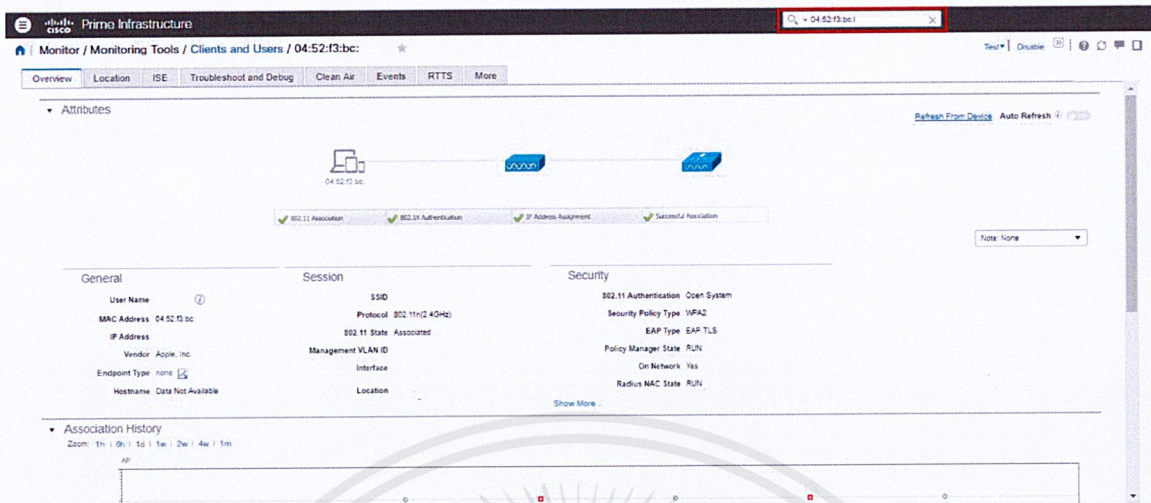 cisco Prime Infrastructure
04:52:f3:bc:
Monitor / Monitoring Tools / Clients and Users / 04:52:f3:bc:
Test Disable
Overview Location ISE Troubleshoot and Debug Clean Air Events RTTS More
Attributes
Refresh From Device Auto Refresh
04:52:f3:bc:
802.11 Association 802.1X Authentication IP Address Assignment Successful Association
Note: None
General Session Security
User Name
MAC Address 04:52:f3:bc
IP Address
Vendor Apple, Inc.
Endpoint Type none
Hostname Data Not Available
SSID
Protocol 802.11n(2.4GHz)
802.11 State Associated
Management VLAN ID
Interface
Location
802.11 Authentication Open System
Security Policy Type WPA2
EAP Type EAP TLS
Policy Manager State RUN
On Network Yes
Radius NAC State RUN
Show More..
Association History
Zoom: 1h | 6h | 1d | 1w | 2w | 4w | 1m
AP